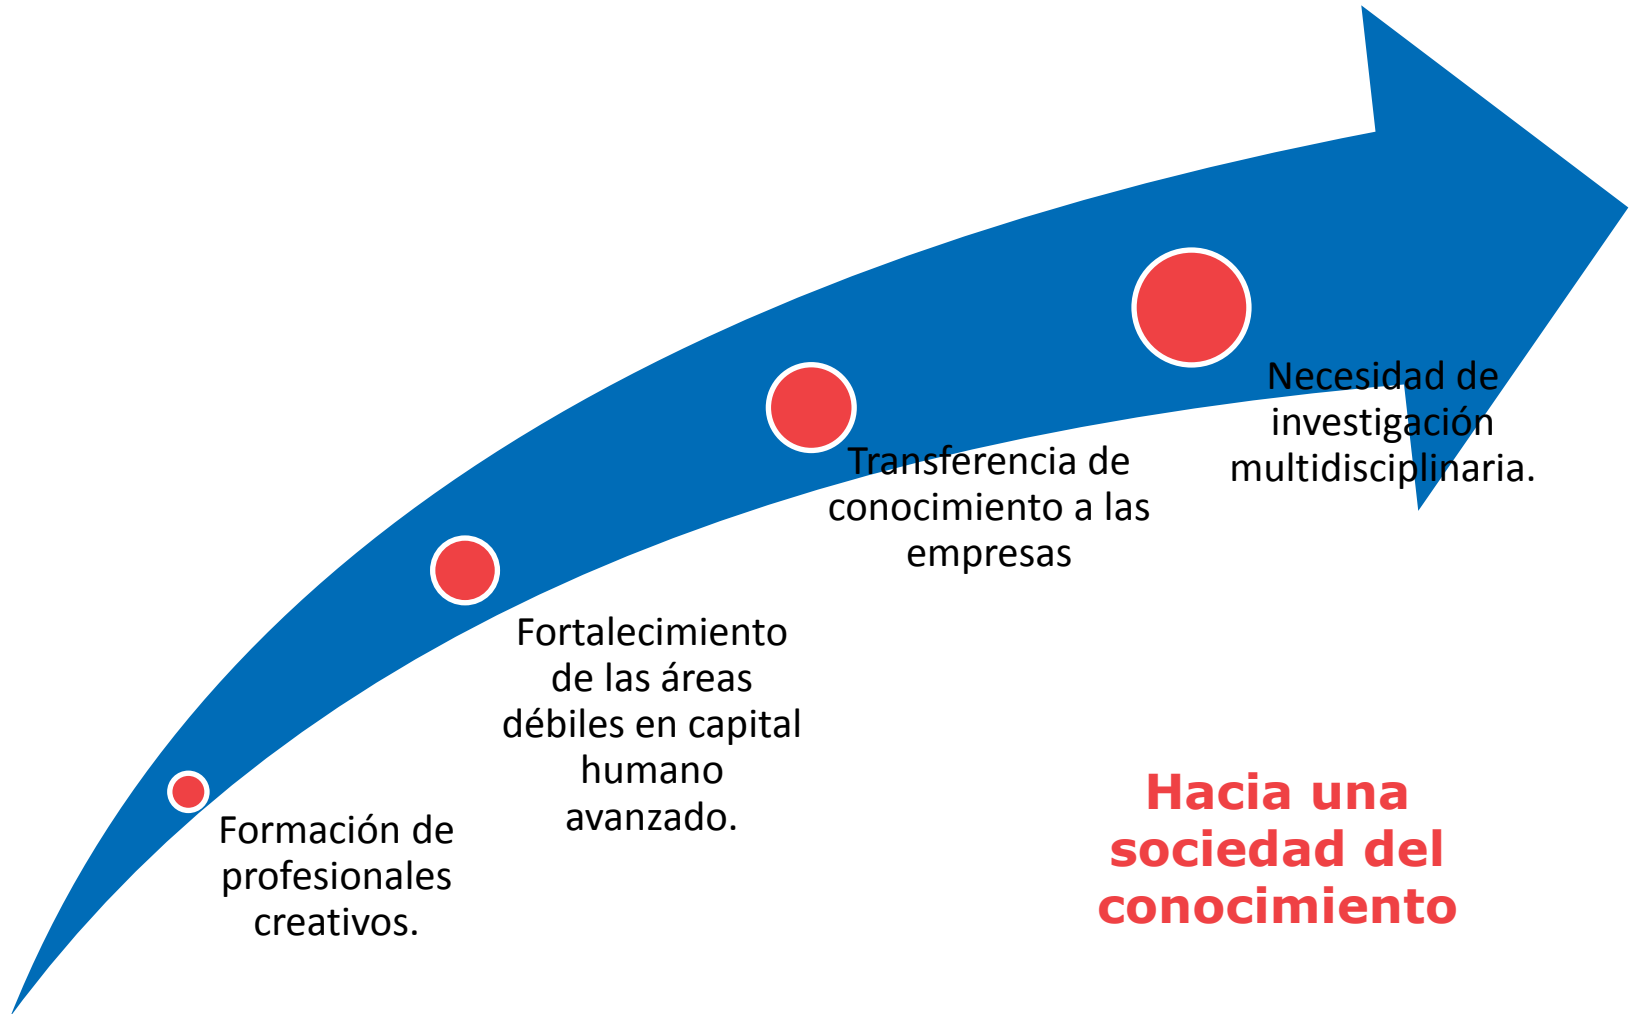 Necesidad de
investigación
multidisciplinaria.
Transferencia de
conocimiento a las
empresas
Fortalecimiento
de las áreas
débiles en capital
humano
avanzado.
Formación de
profesionales
creativos.
Hacia una
sociedad del
conocimiento